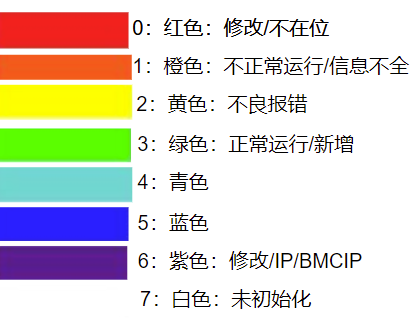 0：红色：修改/不在位
1：橙色：不正常运行/信息不全
2：黄色：不良报错
3：绿色：正常运行/新增
4：青色
5：蓝色
6：紫色：修改/IP/BMCIP
7：白色：未初始化